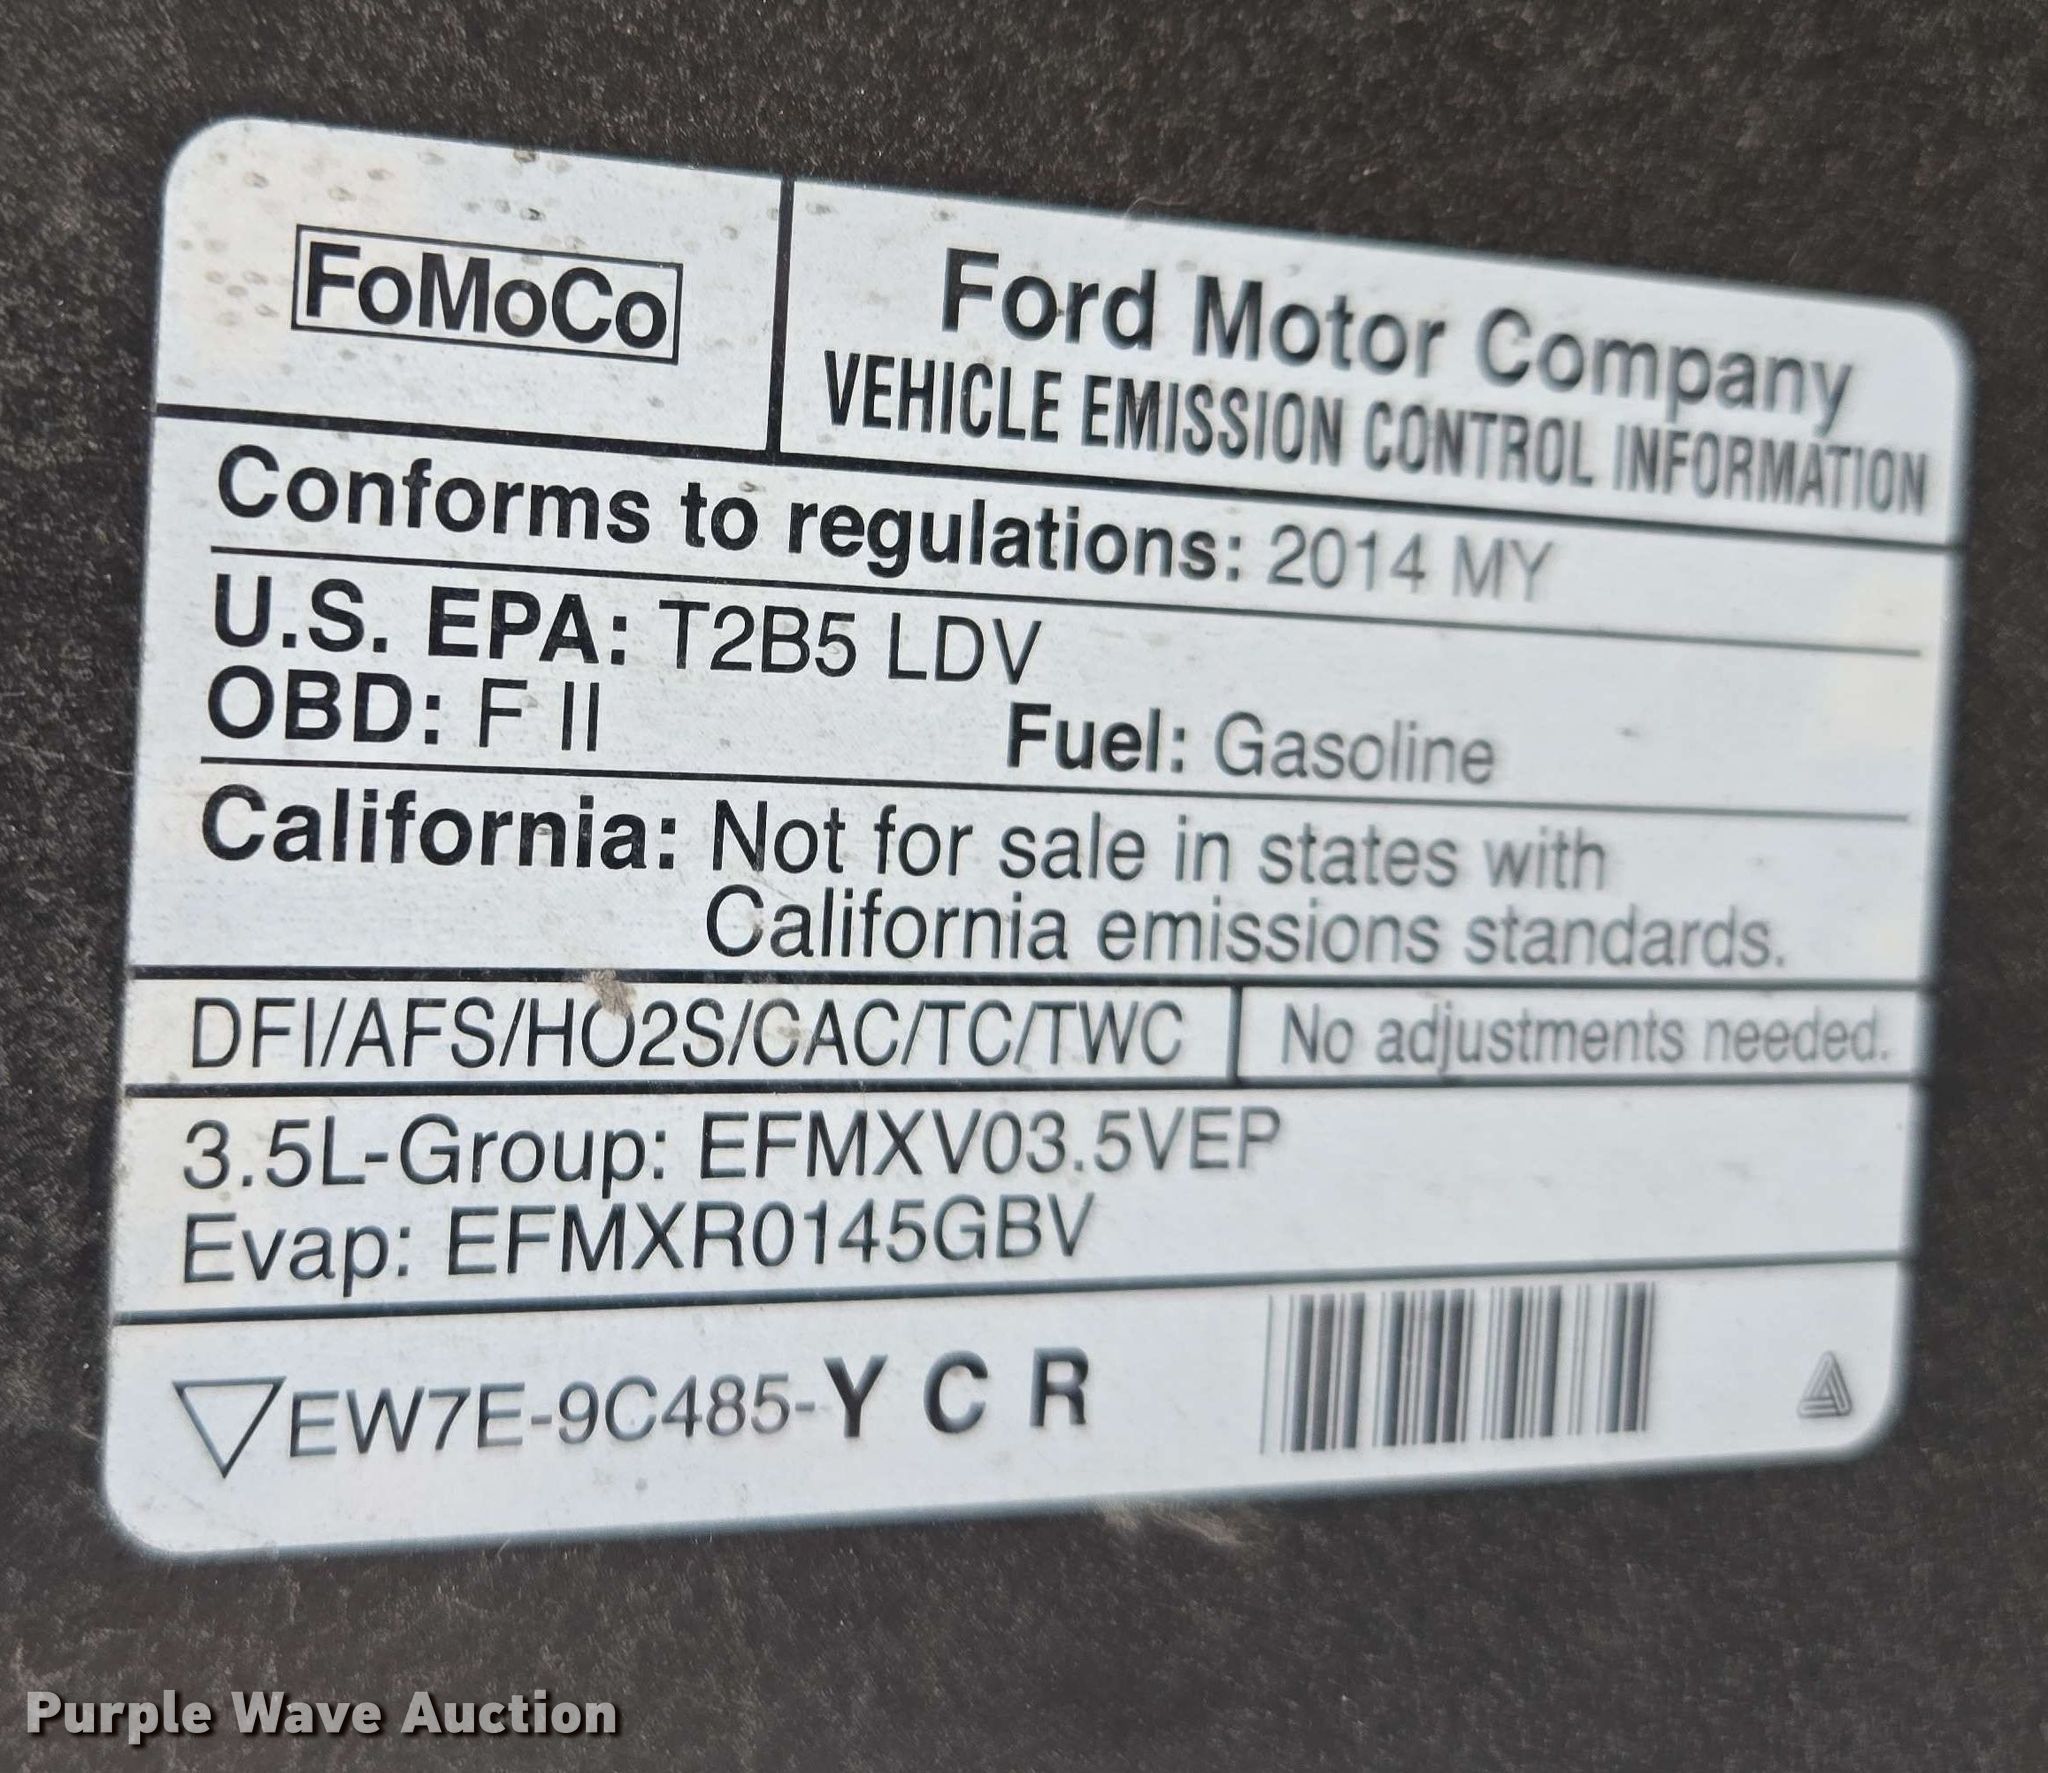 FoMoCo
Ford Motor Company
VEHICLE EMISSION CONTROL INFORMATION
Conforms to regulations: 2014 MY
U.S. EPA: T2B5 LDV
OBD: F II Fuel: Gasoline
California: Not for sale in states with
California emissions standards.
DFI/AFS/HO2S/CAC/TC/TWC No adjustments needed.
3.5L-Group: EFMXV03.5VEP
Evap: EFMXR0145GBV
EW7E-9C485-Y C R
Purple Wave Auction